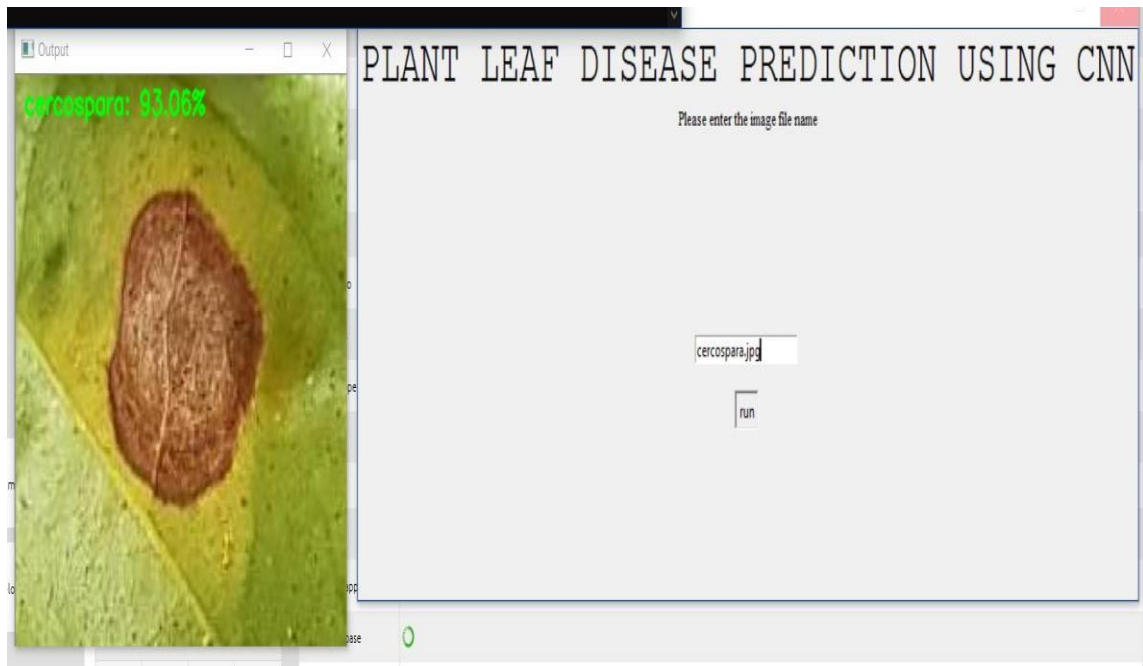 Output
cercospara: 93.06%
PLANT LEAF DISEASE PREDICTION USING CNN
Please enter the image file name
cercospara.jpg
run